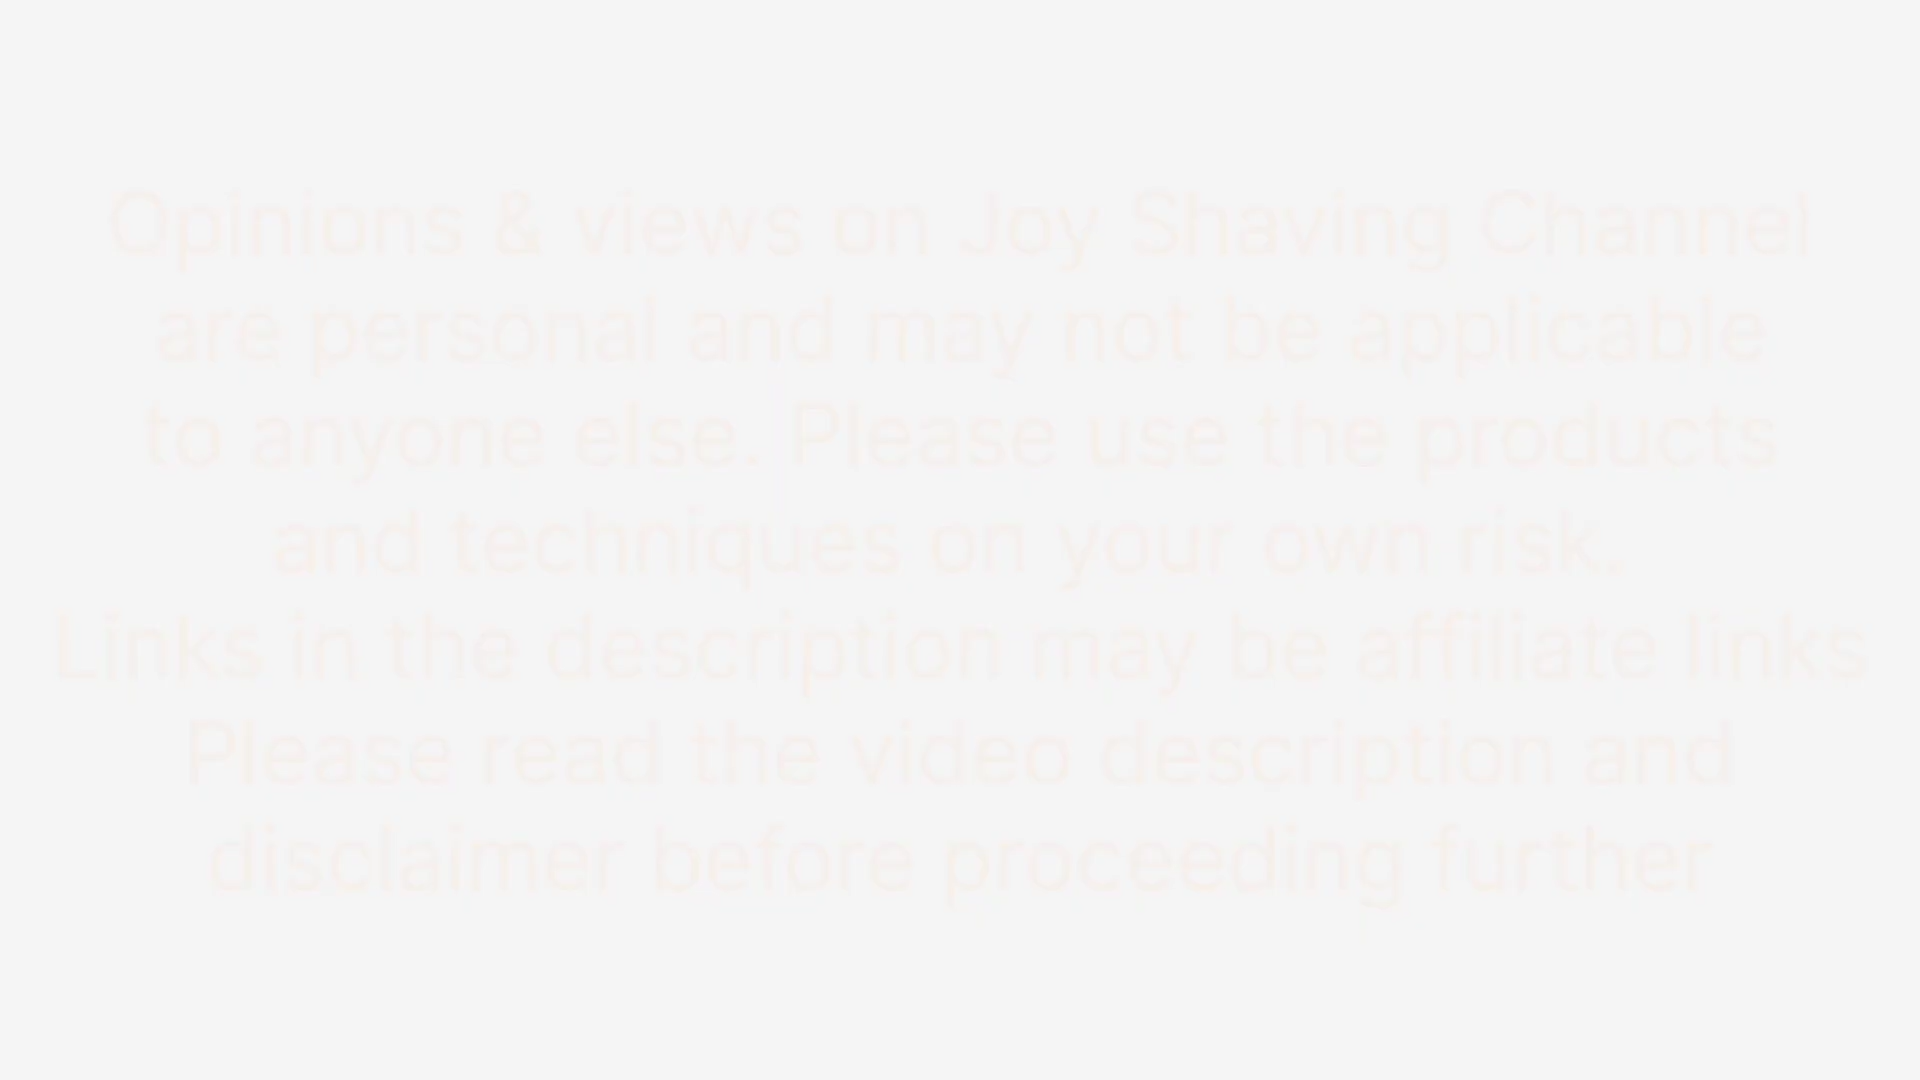 Opinions & views on Joy Shaving Channel
are personal and may not be applicable
to anyone else. Please use the products
and techniques on your own risk.
Links in the description may be affiliate links
Please read the video description and
disclaimer before proceeding further